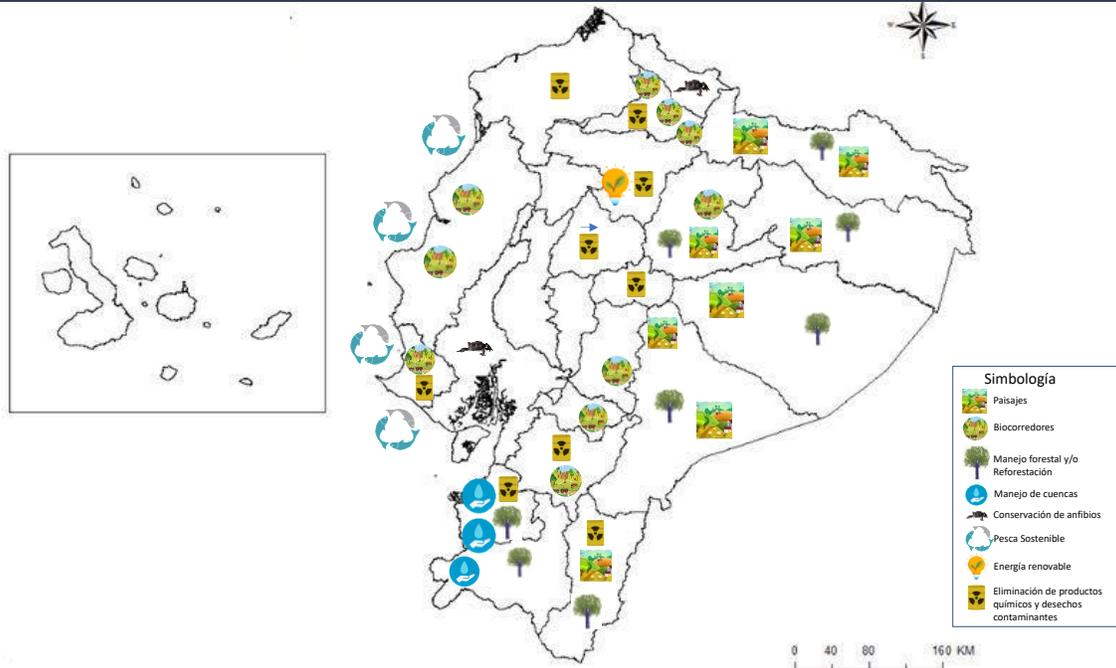 Simbología
Paisajes
Biocorredores
Manejo forestal y/o
Reforestación
Manejo de cuencas
Conservación de anfibios
Pesca Sostenible
Energía renovable
Eliminación de productos
químicos y desechos
contaminantes
0 40 80 160 KM